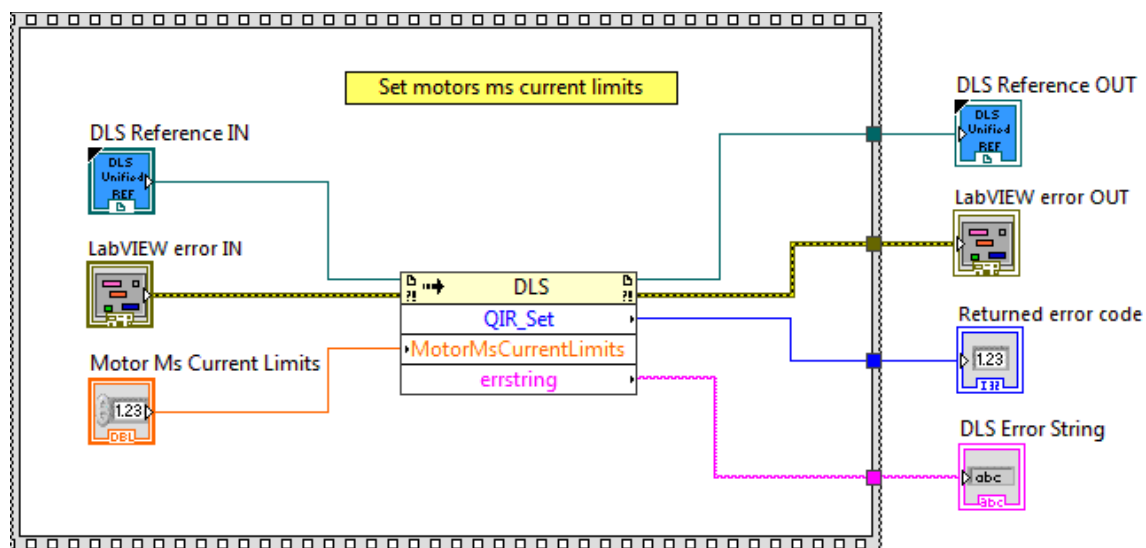 Set motors ms current limits
DLS Reference IN
DLS
Unified
REF
LabVIEW error IN
Motor Ms Current Limits
1.23
DBL
?!
DLS
?!
QIR_Set
MotorMsCurrentLimits
errstring
DLS Reference OUT
DLS
Unified
REF
LabVIEW error OUT
Returned error code
1.23
I32
DLS Error String
abc
abc